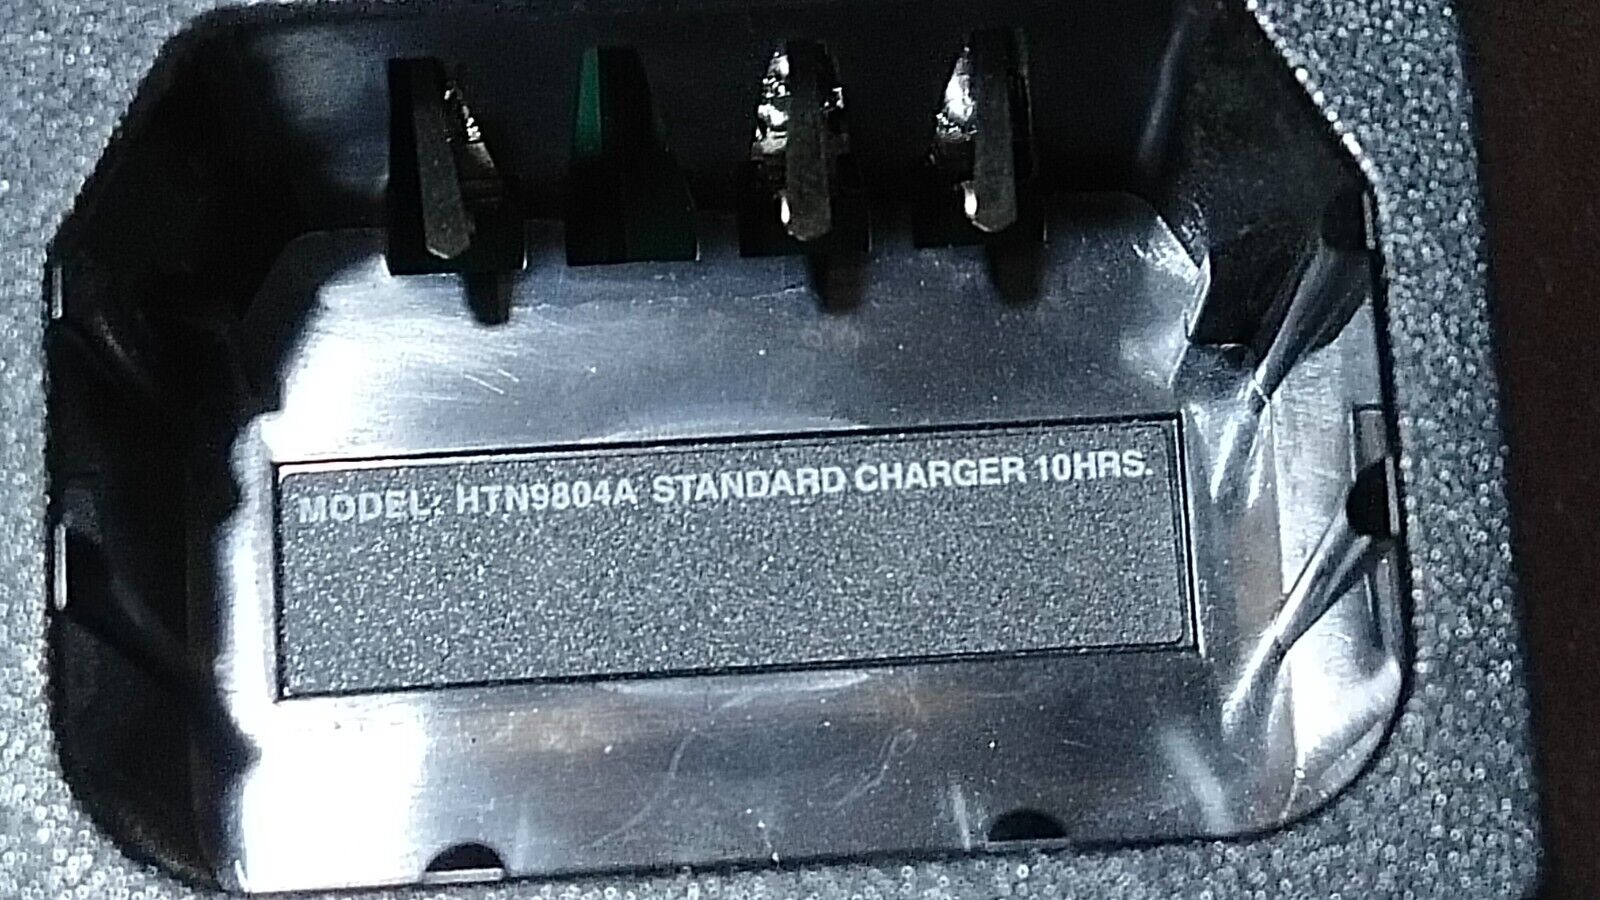 MODEL: HTN9804A STANDARD CHARGER 10HRS.